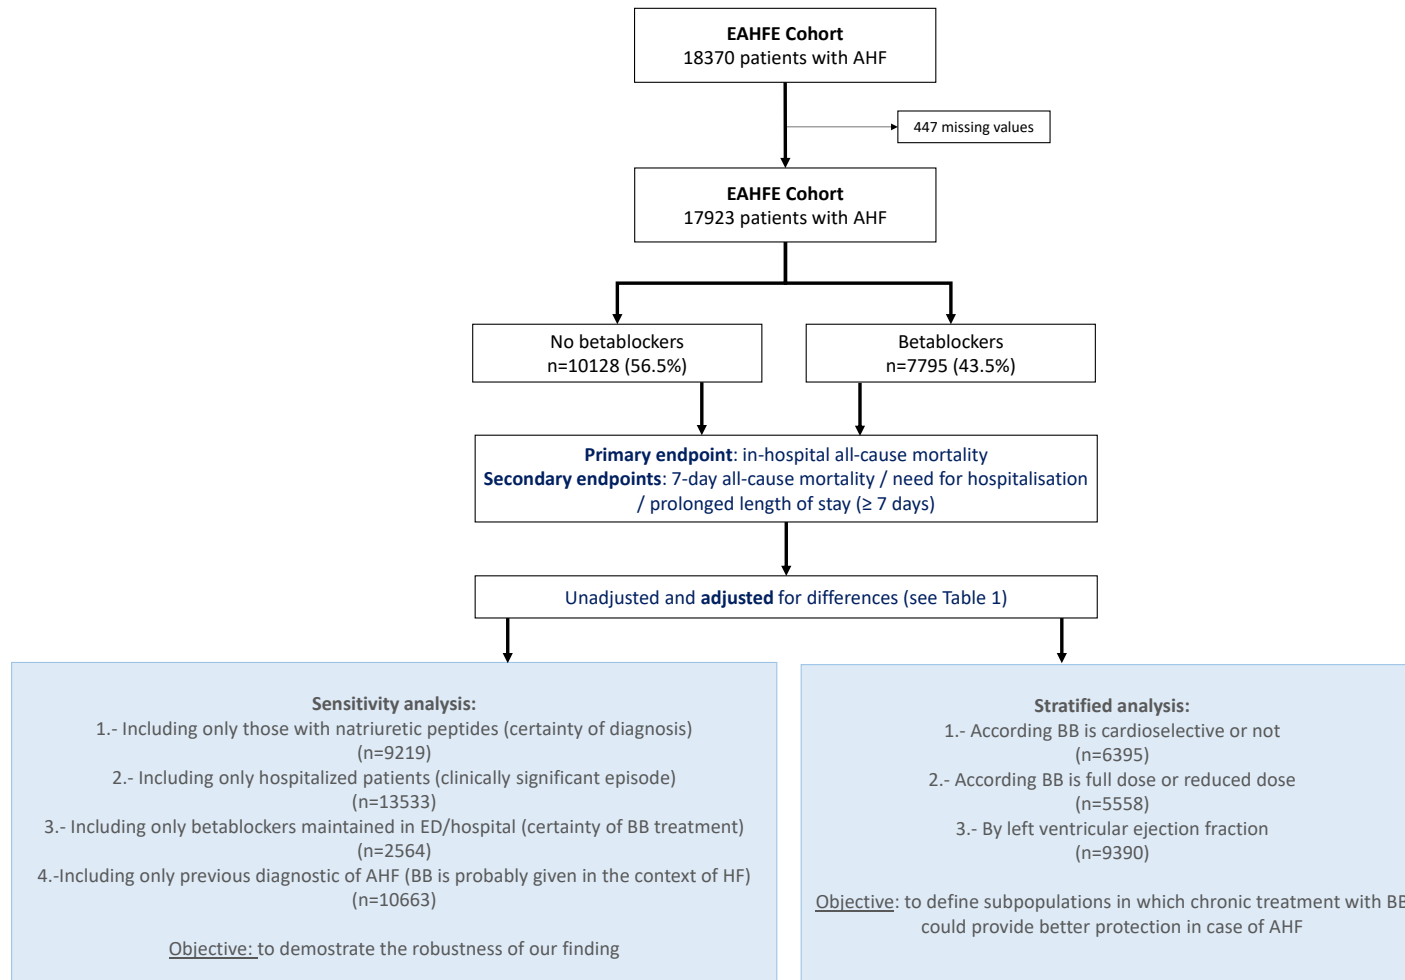 EAHFE Cohort
18370 patients with AHF
447 missing values
EAHFE Cohort
17923 patients with AHF
No betablockers
n=10128 (56.5%)
Betablockers
n=7795 (43.5%)
Primary endpoint: in-hospital all-cause mortality
Secondary endpoints: 7-day all-cause mortality / need for hospitalisation
/ prolonged length of stay (≥ 7 days)
Unadjusted and adjusted for differences (see Table 1)
Sensitivity analysis:
1.- Including only those with natriuretic peptides (certainty of diagnosis)
(n=9219)
2.- Including only hospitalized patients (clinically significant episode)
(n=13533)
3.- Including only betablockers maintained in ED/hospital (certainty of BB treatment)
(n=2564)
4.-Including only previous diagnostic of AHF (BB is probably given in the context of HF)
(n=10663)
Objective: to demostrate the robustness of our finding
Stratified analysis:
1.- According BB is cardioselective or not
(n=6395)
2.- According BB is full dose or reduced dose
(n=5558)
3.- By left ventricular ejection fraction
(n=9390)
Objective: to define subpopulations in which chronic treatment with BB
could provide better protection in case of AHF